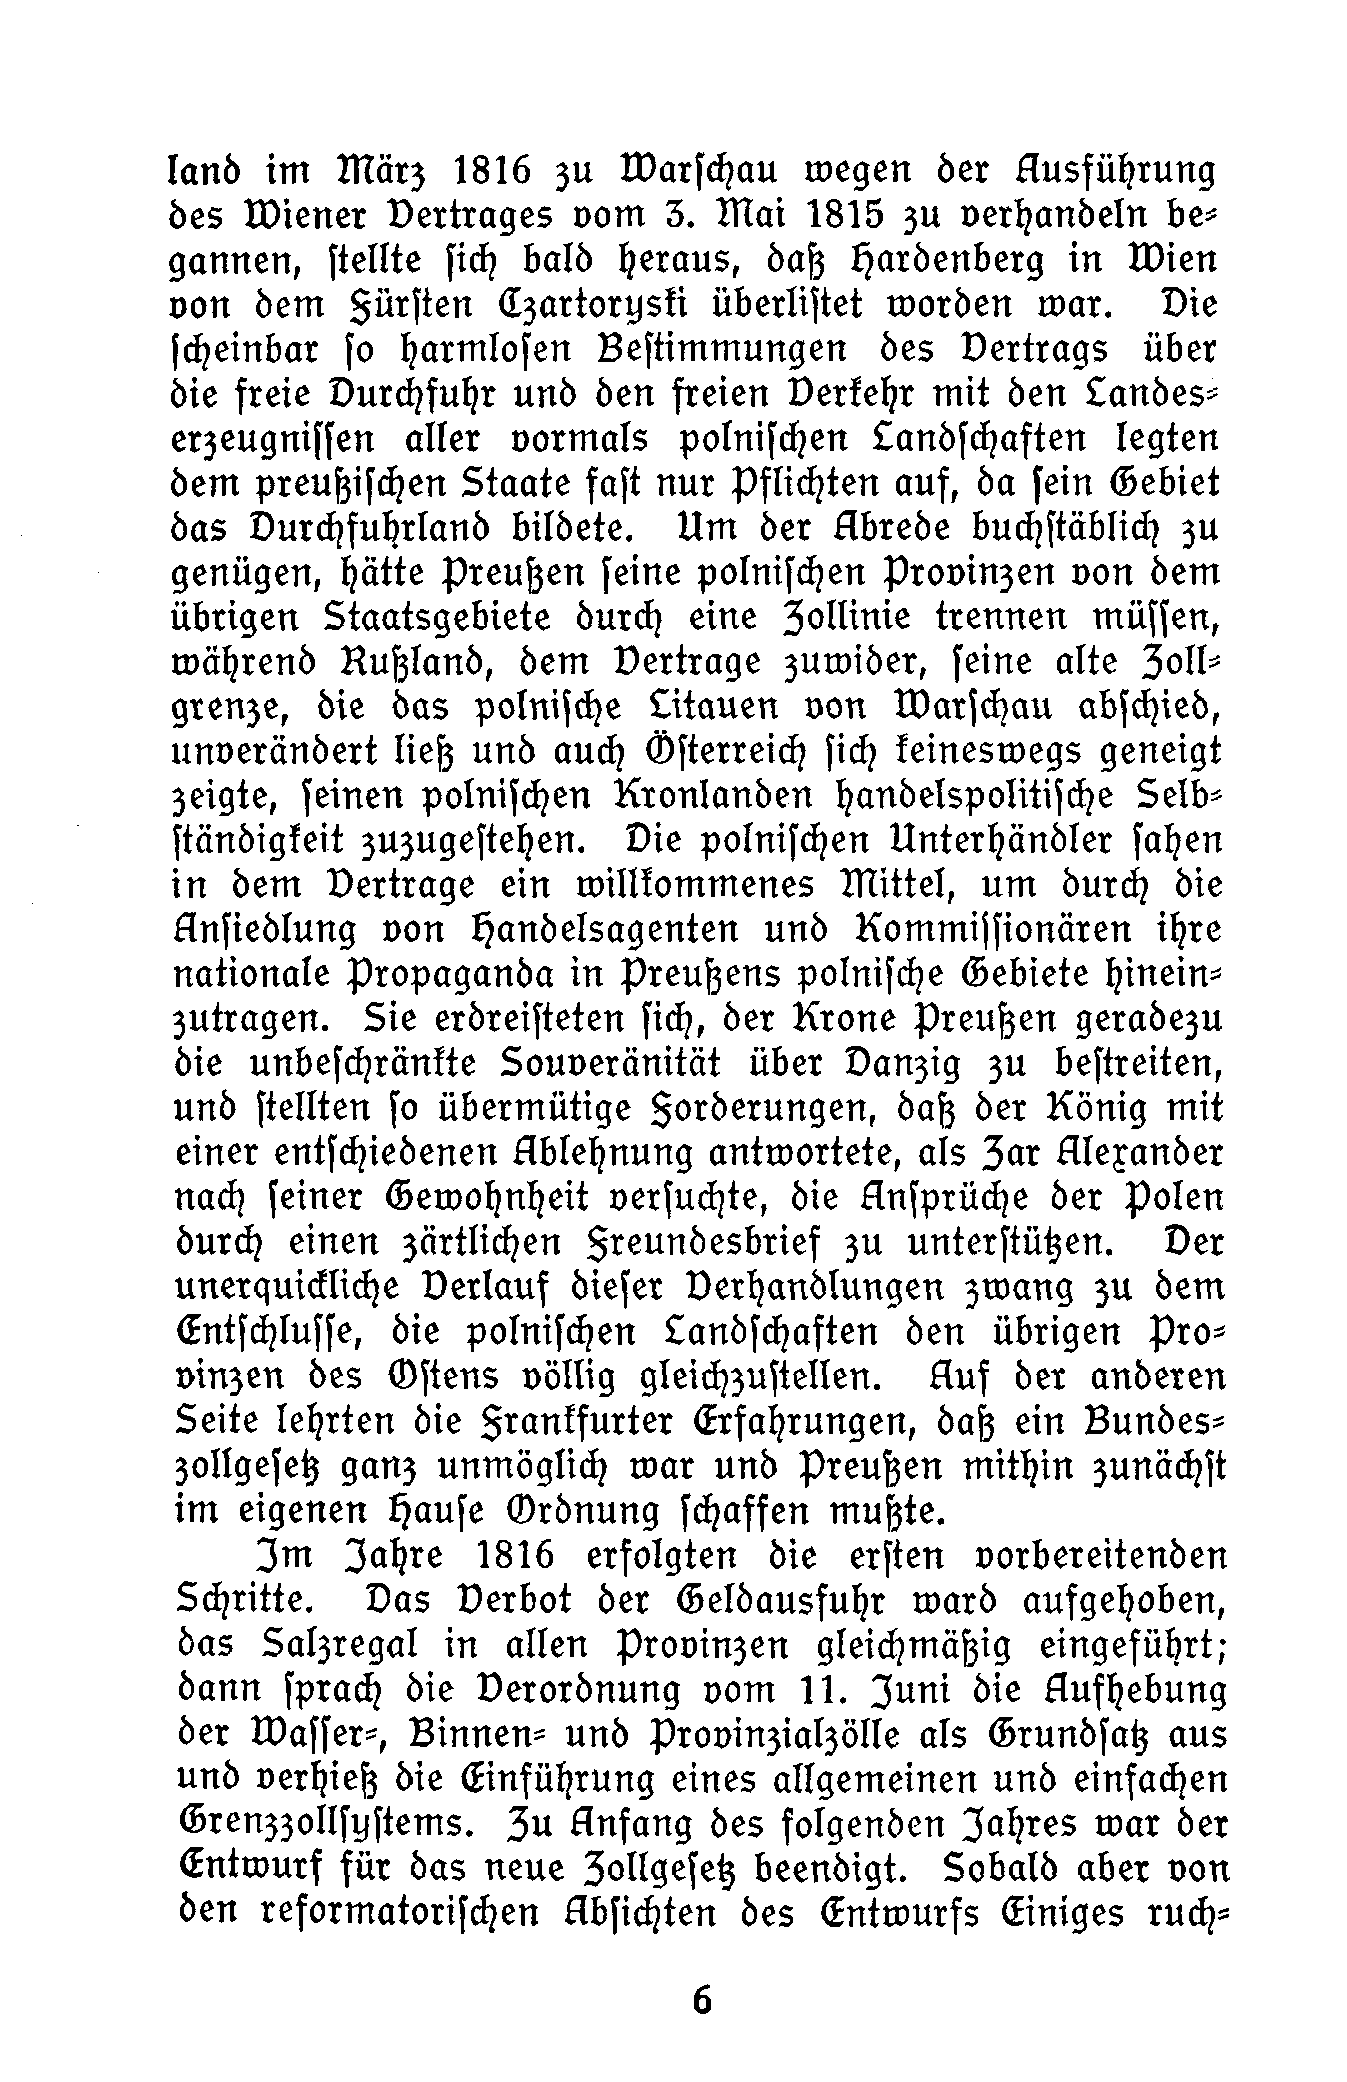 land im März 1816 zu Warſchau wegen der Ausführung
des Wiener Vertrages vom 3. Mai 1815 zu verhandeln be⸗
gannen, ſtellte ſich bald heraus, daß Hardenberg in Wien
von dem Fürſten Czartoryski überliſtet worden war. Die
ſcheinbar ſo harmloſen Beſtimmungen des Vertrags über
die freie Durchfuhr und den freien Verkehr mit den Landes⸗
erzeugniſſen aller vormals polniſchen Landſchaften legten
dem preußiſchen Staate faſt nur Pflichten auf, da ſein Gebiet
das Durchfuhrland bildete. Um der Abrede buchſtäblich zu
genügen, hätte Preußen ſeine polniſchen Provinzen von dem
übrigen Staatsgebiete durch eine Zollinie trennen müſſen,
während Rußland, dem Vertrage zuwider, ſeine alte Zoll⸗
grenze, die das polniſche Litauen von Warſchau abſchied,
unverändert ließ und auch Öſterreich ſich keineswegs geneigt
zeigte, ſeinen polniſchen Kronlanden handelspolitiſche Selb⸗
ſtändigkeit zuzugeſtehen. Die polniſchen Unterhändler ſahen
in dem Vertrage ein willkommenes Mittel, um durch die
Anſiedlung von Handelsagenten und Kommiſſionären ihre
nationale Propaganda in Preußens polniſche Gebiete hinein⸗
zutragen. Sie erdreiſteten ſich, der Krone Preußen geradezu
die unbeſchränkte Souveränität über Danzig zu beſtreiten,
und ſtellten ſo übermütige Forderungen, daß der König mit
einer entſchiedenen Ablehnung antwortete, als Zar Alexander
nach ſeiner Gewohnheit verſuchte, die Anſprüche der Polen
durch einen zärtlichen Freundesbrief zu unterſtützen. Der
unerquickliche Verlauf dieſer Verhandlungen zwang zu dem
Entſchluſſe, die polniſchen Landſchaften den übrigen Pro⸗
vinzen des Oſtens völlig gleichzuſtellen. Auf der anderen
Seite lehrten die Frankfurter Erfahrungen, daß ein Bundes⸗
zollgeſetz ganz unmöglich war und Preußen mithin zunächſt
im eigenen Hauſe Ordnung ſchaffen mußte.
Im Jahre 1816 erfolgten die erſten vorbereitenden
Schritte. Das Verbot der Geldausfuhr ward aufgehoben,
das Salzregal in allen Provinzen gleichmäßig eingeführt;
dann ſprach die Verordnung vom 11. Juni die Aufhebung
der Waſſer⸗, Binnen⸗ und Provinzialzölle als Grundſatz aus
und verhieß die Einführung eines allgemeinen und einfachen
Grenzzollſyſtems. Zu Anfang des folgenden Jahres war der
Entwurf für das neue Zollgeſetz beendigt. Sobald aber von
den reformatoriſchen Abſichten des Entwurfs Einiges ruch⸗
6